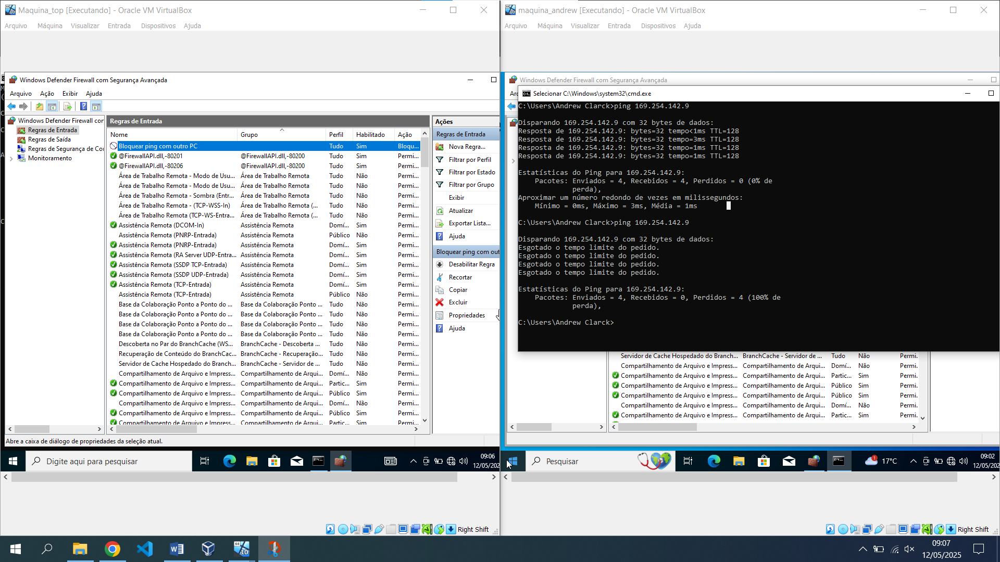 Maquina_top [Executando] - Oracle VM VirtualBox
Arquivo Máquina Visualizar Entrada Dispositivos Ajuda
Windows Defender Firewall com Segurança Avançada
Arquivo Ação Exibir Ajuda
Windows Defender Firewall con
Regras de Entrada
Regras de Saída
Regras de Segurança de Co
Monitoramento
Regras de Entrada
Nome Grupo Perfil Habilitado Ação
Bloquear ping com outro PC Tudo Sim Bloqu...
@FirewallAPI.dll,-80201 @FirewallAPI.dll,-80200 Tudo Sim Permi...
@FirewallAPI.dll,-80206 @FirewallAPI.dll,-80200 Tudo Sim Permi...
Área de Trabalho Remota - Modo de Usu... Área de Trabalho Remota Tudo Não Permi...
Área de Trabalho Remota - Modo de Usu... Área de Trabalho Remota Tudo Não Permi...
Área de Trabalho Remota - Sombra (Entr... Área de Trabalho Remota Tudo Não Permi...
Área de Trabalho Remota - (TCP-WSS-In) Área de Trabalho Remota (... Tudo Não Permi...
Área de Trabalho Remota (TCP-WS-Entra... Área de Trabalho Remota (... Tudo Não Permi...
Assistência Remota (DCOM-In) Assistência Remota Domí... Sim Permi...
Assistência Remota (PNRP-Entrada) Assistência Remota Público Não Permi...
Assistência Remota (PNRP-Entrada) Assistência Remota Domí... Sim Permi...
Assistência Remota (RA Server UDP-Entra... Assistência Remota Domí... Sim Permi...
Assistência Remota (SSDP TCP-Entrada) Assistência Remota Domí... Sim Permi...
Assistência Remota (SSDP UDP-Entrada) Assistência Remota Domí... Sim Permi...
Assistência Remota (TCP-Entrada) Assistência Remota Domí... Sim Permi...
Assistência Remota (TCP-Entrada) Assistência Remota Público Não Permi...
Base da Colaboração Ponto a Ponto do ... Base da Colaboração Ponto ... Tudo Não Permi...
Base da Colaboração Ponto a Ponto do ... Base da Colaboração Ponto ... Tudo Não Permi...
Base da Colaboração Ponto a Ponto do ... Base da Colaboração Ponto ... Tudo Não Permi...
Base da Colaboração Ponto a Ponto do ... Base da Colaboração Ponto ... Tudo Não Permi...
Descoberta no Par do BranchCache (WS... BranchCache - Descoberta ... Tudo Não Permi...
Recuperação de Conteúdo do BranchCac... BranchCache - Recuperação... Tudo Não Permi...
Servidor de Cache Hospedado do Branch... BranchCache - Servidor de ... Tudo Não Permi...
Compartilhamento de Arquivo e Impress... Compartilhamento de Arqui... Domí... Não Permi...
Compartilhamento de Arquivo e Impress... Compartilhamento de Arqui... Partic... Sim Permi...
Compartilhamento de Arquivo e Impress... Compartilhamento de Arqui... Público Sim Permi...
Compartilhamento de Arquivo e Impress... Compartilhamento de Arqui... Domí... Não Permi...
Compartilhamento de Arquivo e Impress... Compartilhamento de Arqui... Público Sim Permi...
Compartilhamento de Arquivo e Impress... Compartilhamento de Arqui... Partic... Sim Permi...
Ações
Regras de Entrada
Nova Regra...
Filtrar por Perfil
Filtrar por Estado
Filtrar por Grupo
Exibir
Atualizar
Exportar Lista...
Ajuda
Bloquear ping com out
Desabilitar Regra
Recortar
Copiar
Excluir
Propriedades
Ajuda
Abre a caixa de diálogo de propriedades da seleção atual.
Digite aqui para pesquisar
09:06
12/05/202
Right Shift
maquina_andrew [Executando] - Oracle VM VirtualBox
Arquivo Máquina Visualizar Entrada Dispositivos Ajuda
Windows Defender Firewall com Segurança Avançada
Arq
Selecionar C:\Windows\system32\cmd.exe
C:\Users\Andrew Clarck>ping 169.254.142.9
Disparando 169.254.142.9 com 32 bytes de dados:
Resposta de 169.254.142.9: bytes=32 tempo<1ms TTL=128
Resposta de 169.254.142.9: bytes=32 tempo=3ms TTL=128
Resposta de 169.254.142.9: bytes=32 tempo=1ms TTL=128
Resposta de 169.254.142.9: bytes=32 tempo=1ms TTL=128
Estatísticas do Ping para 169.254.142.9:
Pacotes: Enviados = 4, Recebidos = 4, Perdidos = 0 (0% de
perda),
Aproximar um número redondo de vezes em milissegundos:
Mínimo = 0ms, Máximo = 3ms, Média = 1ms
C:\Users\Andrew Clarck>ping 169.254.142.9
Disparando 169.254.142.9 com 32 bytes de dados:
Esgotado o tempo limite do pedido.
Esgotado o tempo limite do pedido.
Esgotado o tempo limite do pedido.
Esgotado o tempo limite do pedido.
Estatísticas do Ping para 169.254.142.9:
Pacotes: Enviados = 4, Recebidos = 0, Perdidos = 4 (100% de
perda),
C:\Users\Andrew Clarck>
Servidor de Cache Hospedado do Branch... BranchCache - Servidor de ... Tudo Não Permi.
Compartilhamento de Arquivo e Impress... Compartilhamento de Arqui... Domí... Não Permi.
Compartilhamento de Arquivo e Impress... Compartilhamento de Arqui... Partic... Sim Permi.
Compartilhamento de Arquivo e Impress... Compartilhamento de Arqui... Público Sim Permi.
Compartilhamento de Arquivo e Impress... Compartilhamento de Arqui... Público Sim Permi.
Compartilhamento de Arquivo e Impress... Compartilhamento de Arqui... Domí... Não Permi.
Compartilhamento de Arquivo e Impress... Compartilhamento de Arqui... Partic... Sim Permi.
Pesquisar
17°C
09:02
12/05/202
Right Shift
09:07
12/05/2025